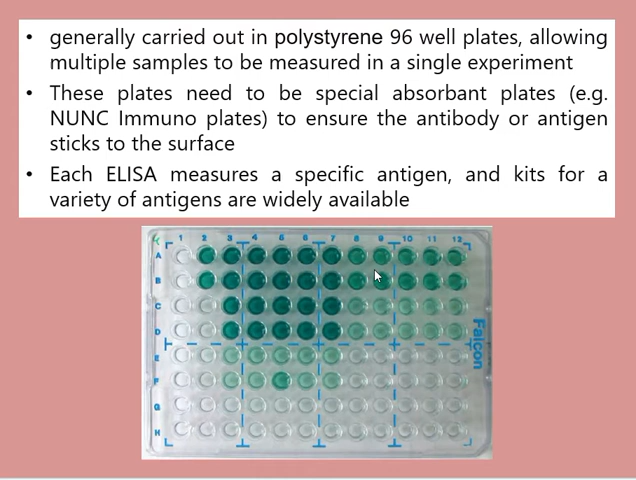 • generally carried out in polystyrene 96 well plates, allowing
multiple samples to be measured in a single experiment
• These plates need to be special absorbant plates (e.g.
NUNC Immuno plates) to ensure the antibody or antigen
sticks to the surface
• Each ELISA measures a specific antigen, and kits for a
variety of antigens are widely available
1 2 3 4 5 6 7 8 9 10 11 12
A
B
C
D
E
F
G
H
Falcon